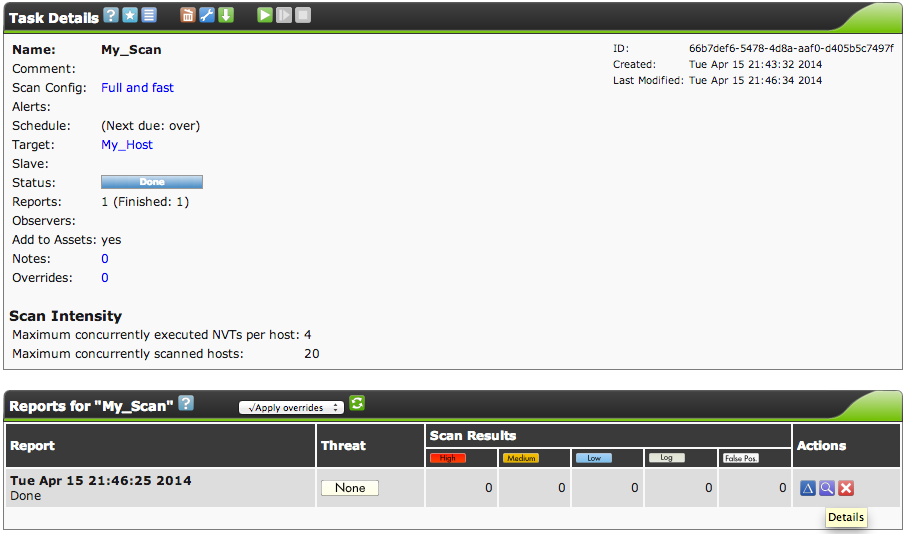 Task Details
Name: My_Scan
Comment:
Scan Config: Full and fast
Alerts:
Schedule: (Next due: over)
Target: My_Host
Slave:
Status: Done
Reports: 1 (Finished: 1)
Observers:
Add to Assets: yes
Notes: 0
Overrides: 0
ID: 66b7def6-5478-4d8a-aaf0-d405b5c7497f
Created: Tue Apr 15 21:43:32 2014
Last Modified: Tue Apr 15 21:46:34 2014
Scan Intensity
Maximum concurrently executed NVTs per host: 4
Maximum concurrently scanned hosts: 20
Reports for "My_Scan" √Apply overrides
Report Threat Scan Results Actions
High Medium Low Log False Pos.
Tue Apr 15 21:46:25 2014
Done
None 0 0 0 0 0
Details